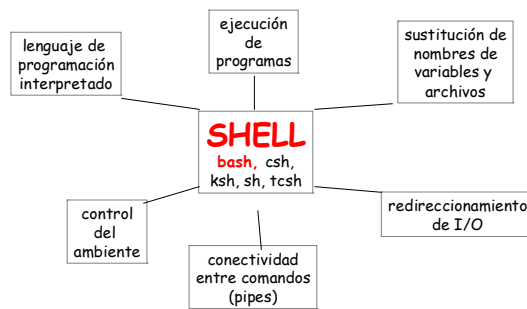 ejecución
de
programas
lenguaje de
programación
interpretado
sustitución de
nombres de
variables y
archivos
SHELL
bash, csh,
ksh, sh, tcsh
control
del
ambiente
redireccionamiento
de I/O
conectividad
entre comandos
(pipes)